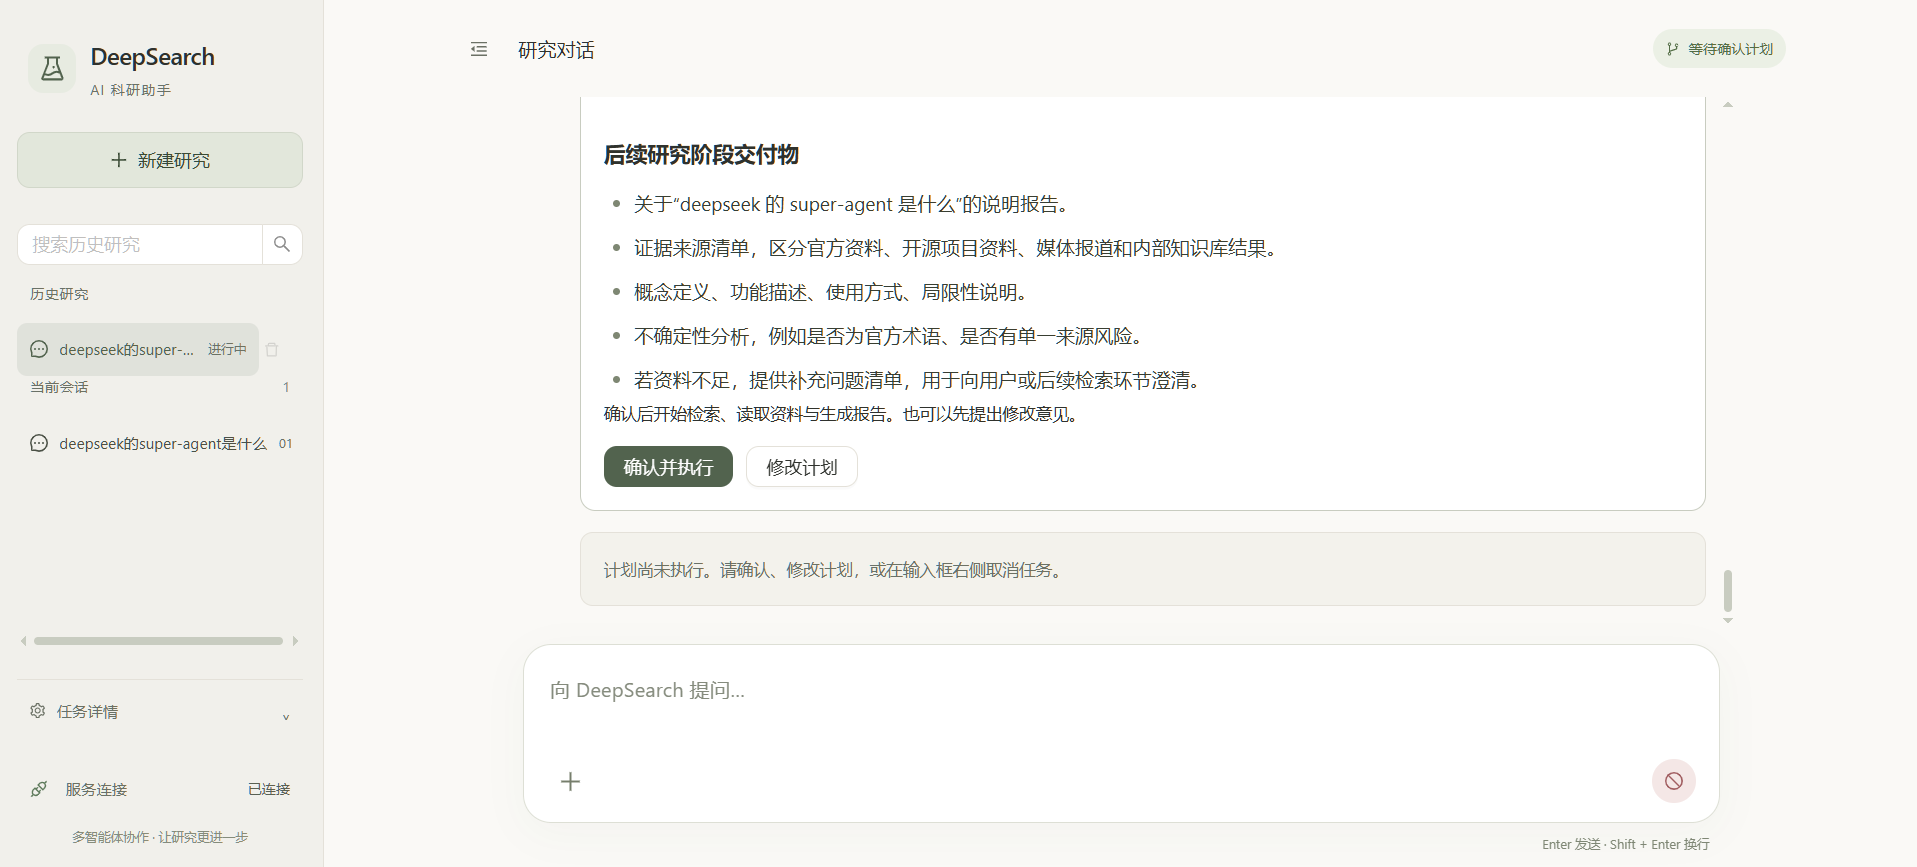 DeepSearch
AI 科研助手
新建研究
搜索历史研究
历史研究
deepseek的super-... 进行中
当前会话 1
deepseek的super-agent是什么 01
任务详情
服务连接 已连接
多智能体协作 · 让研究更进一步
研究对话
等待确认计划
后续研究阶段交付物
关于“deepseek 的 super-agent 是什么”的说明报告。
证据来源清单，区分官方资料、开源项目资料、媒体报道和内部知识库结果。
概念定义、功能描述、使用方式、局限性说明。
不确定性分析，例如是否为官方术语、是否有单一来源风险。
若资料不足，提供补充问题清单，用于向用户或后续检索环节澄清。
确认后开始检索、读取资料与生成报告。也可以先提出修改意见。
确认并执行 修改计划
计划尚未执行。请确认、修改计划，或在输入框右侧取消任务。
向 DeepSearch 提问...
Enter 发送 · Shift + Enter 换行